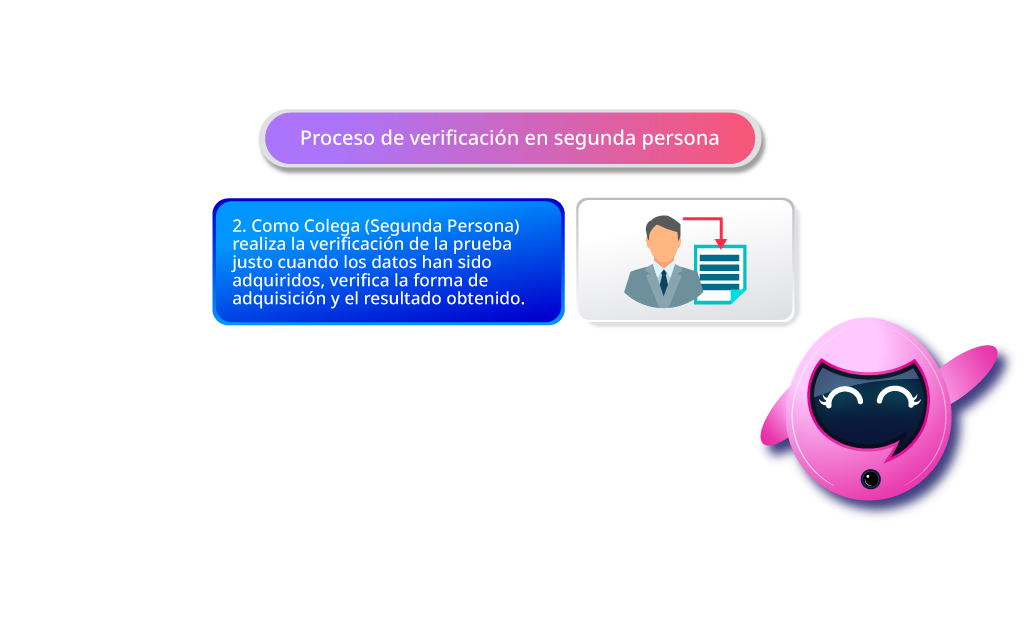 Proceso de verificación en segunda persona
2. Como Colega (Segunda Persona)
realiza la verificación de la prueba
justo cuando los datos han sido
adquiridos, verifica la forma de
adquisición y el resultado obtenido.